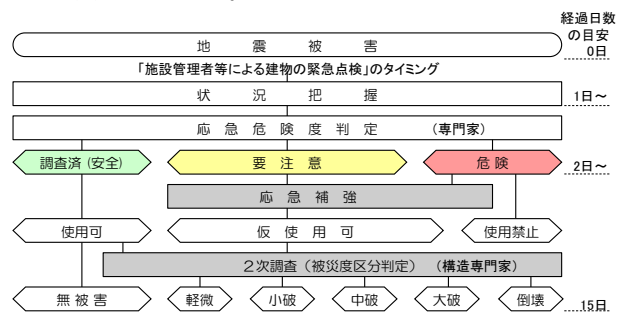 経過日数
の目安
地震被害
0日
「施設管理者等による建物の緊急点検」のタイミング
状況把握
1日～
応急危険度判定 (専門家)
調査済(安全) 要注意 危険
2日～
応急補強
使用可 仮使用可 使用禁止
2次調査(被災度区分判定) (構造専門家)
無被害 軽微 小破 中破 大破 倒壊
15日